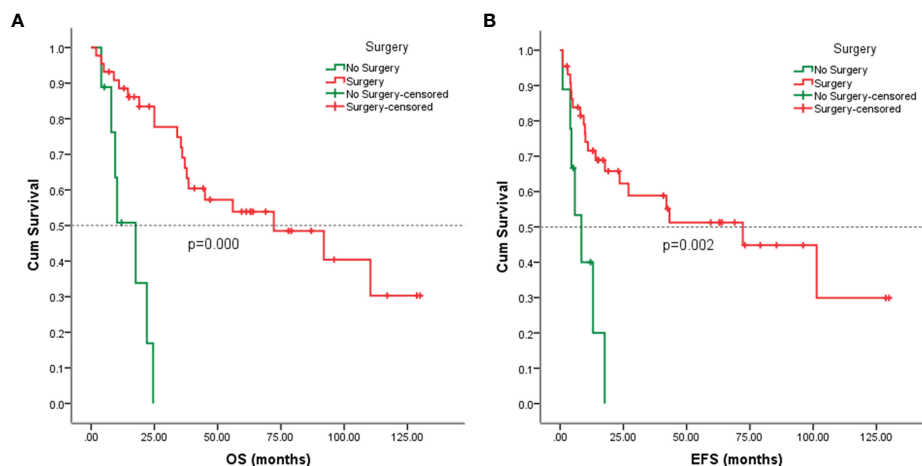 A
Surgery
No Surgery
Surgery
No Surgery-censored
Surgery-censored
Cum Survival
1.0
0.9
0.8
0.7
0.6
0.5
0.4
0.3
0.2
0.1
0.0
p=0.000
.00 25.00 50.00 75.00 100.00 125.00
OS (months)
B
Surgery
No Surgery
Surgery
No Surgery-censored
Surgery-censored
Cum Survival
1.0
0.9
0.8
0.7
0.6
0.5
0.4
0.3
0.2
0.1
0.0
p=0.002
.00 25.00 50.00 75.00 100.00 125.00
EFS (months)